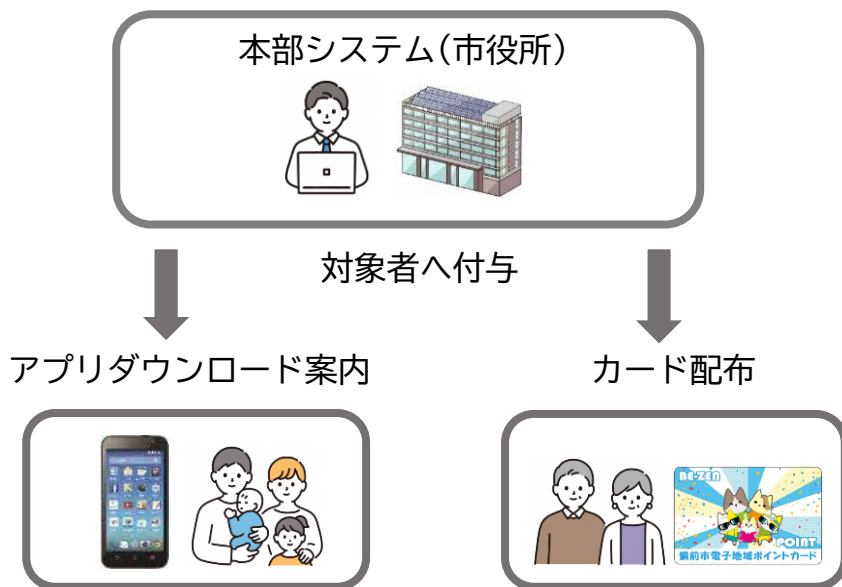 本部システム(市役所)
対象者へ付与
アプリダウンロード案内
カード配布
BE-ZEN
POINT
備前市電子地域ポイントカード